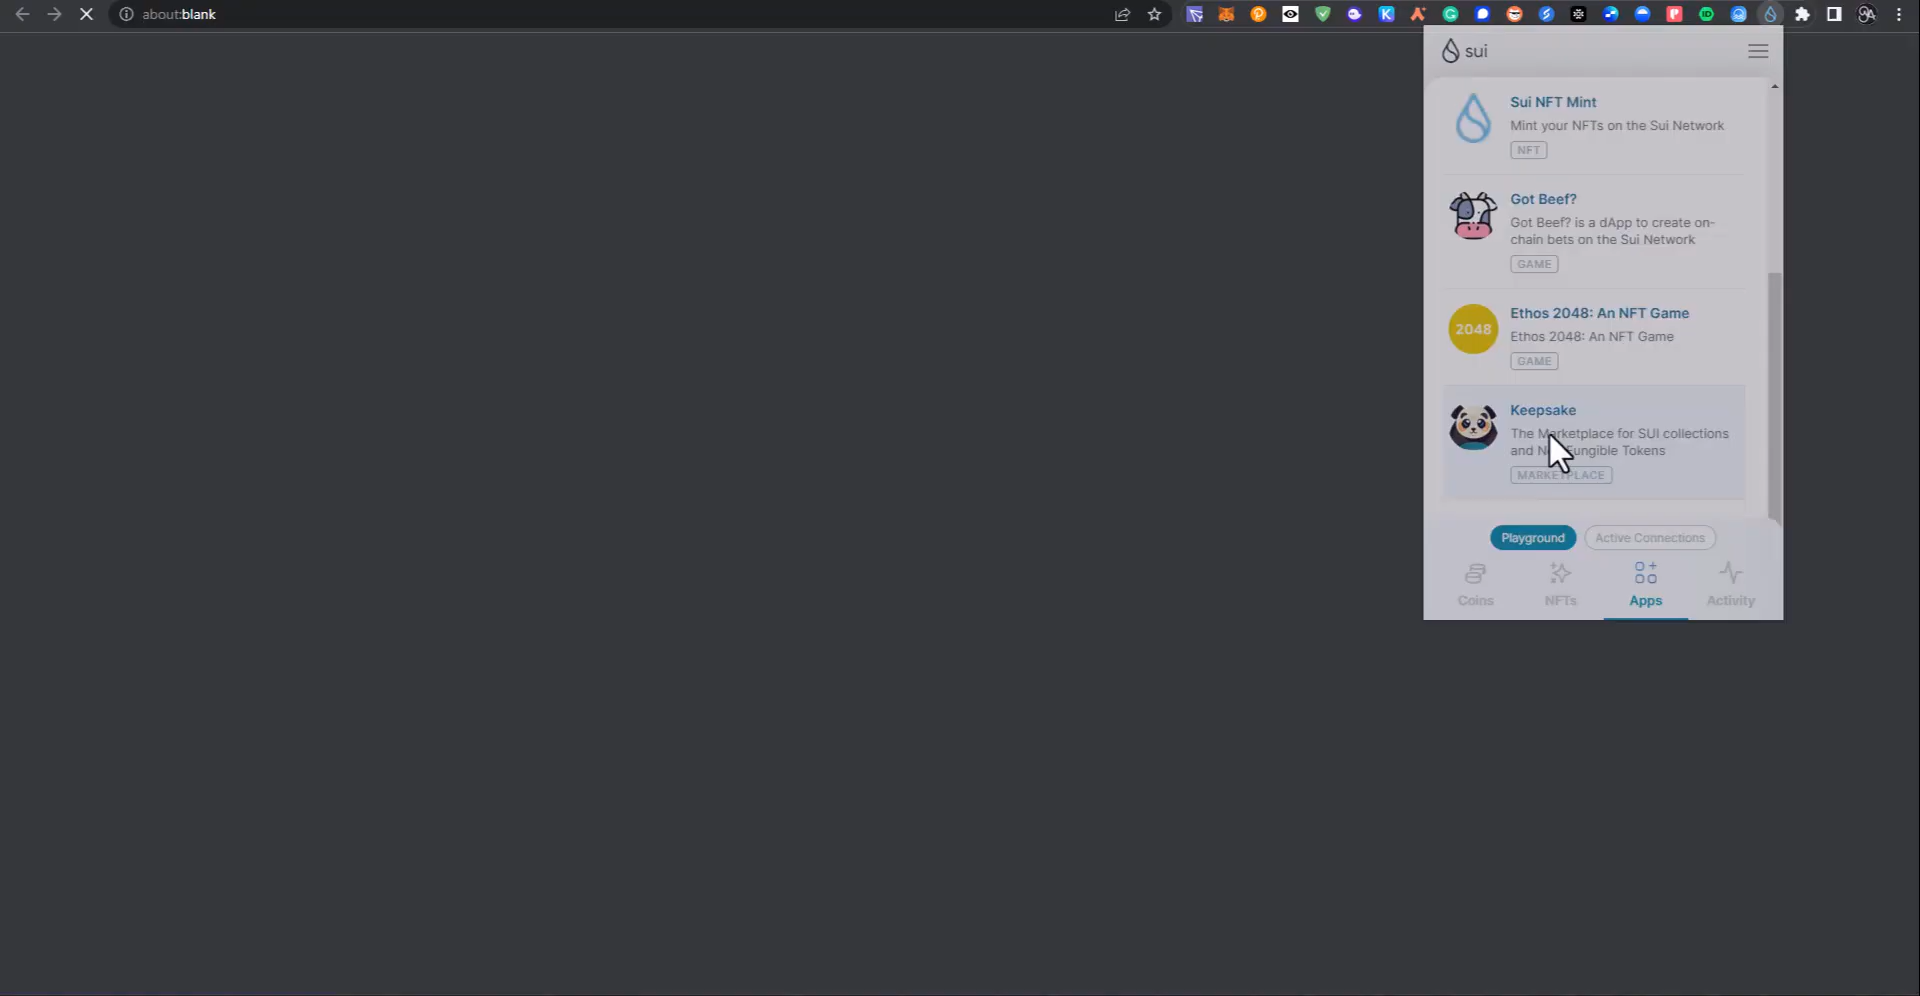 about:blank
sui
Sui NFT Mint
Mint your NFTs on the Sui Network
NFT
Got Beef?
Got Beef? is a dApp to create on-
chain bets on the Sui Network
GAME
2048
Ethos 2048: An NFT Game
Ethos 2048: An NFT Game
GAME
Keepsake
The Marketplace for SUI collections
and Fungible Tokens
MARKETPLACE
Playground
Active Connections
Coins
NFTs
Apps
Activity